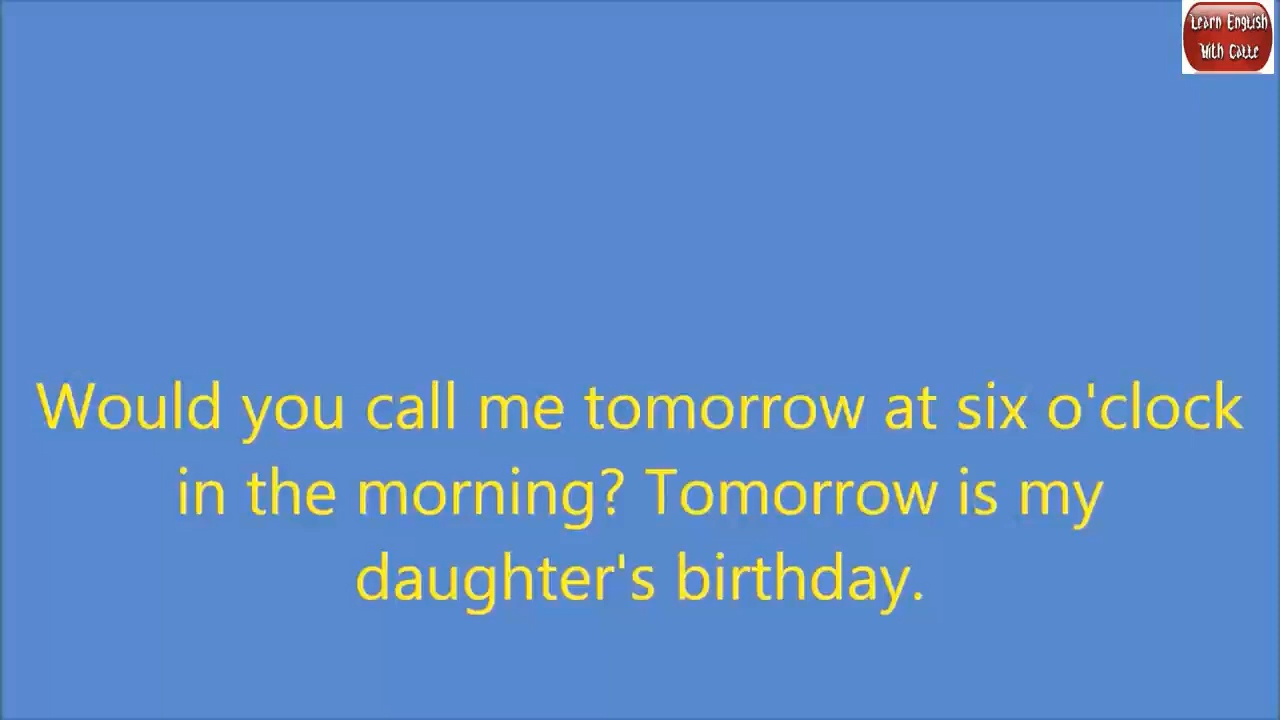 Learn English
With
Would you call me tomorrow at six o'clock
in the morning? Tomorrow is my
daughter's birthday.